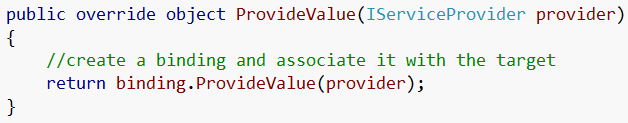 public override object ProvideValue(IServiceProvider provider)
{
    //create a binding and associate it with the target
    return binding.ProvideValue(provider);
}